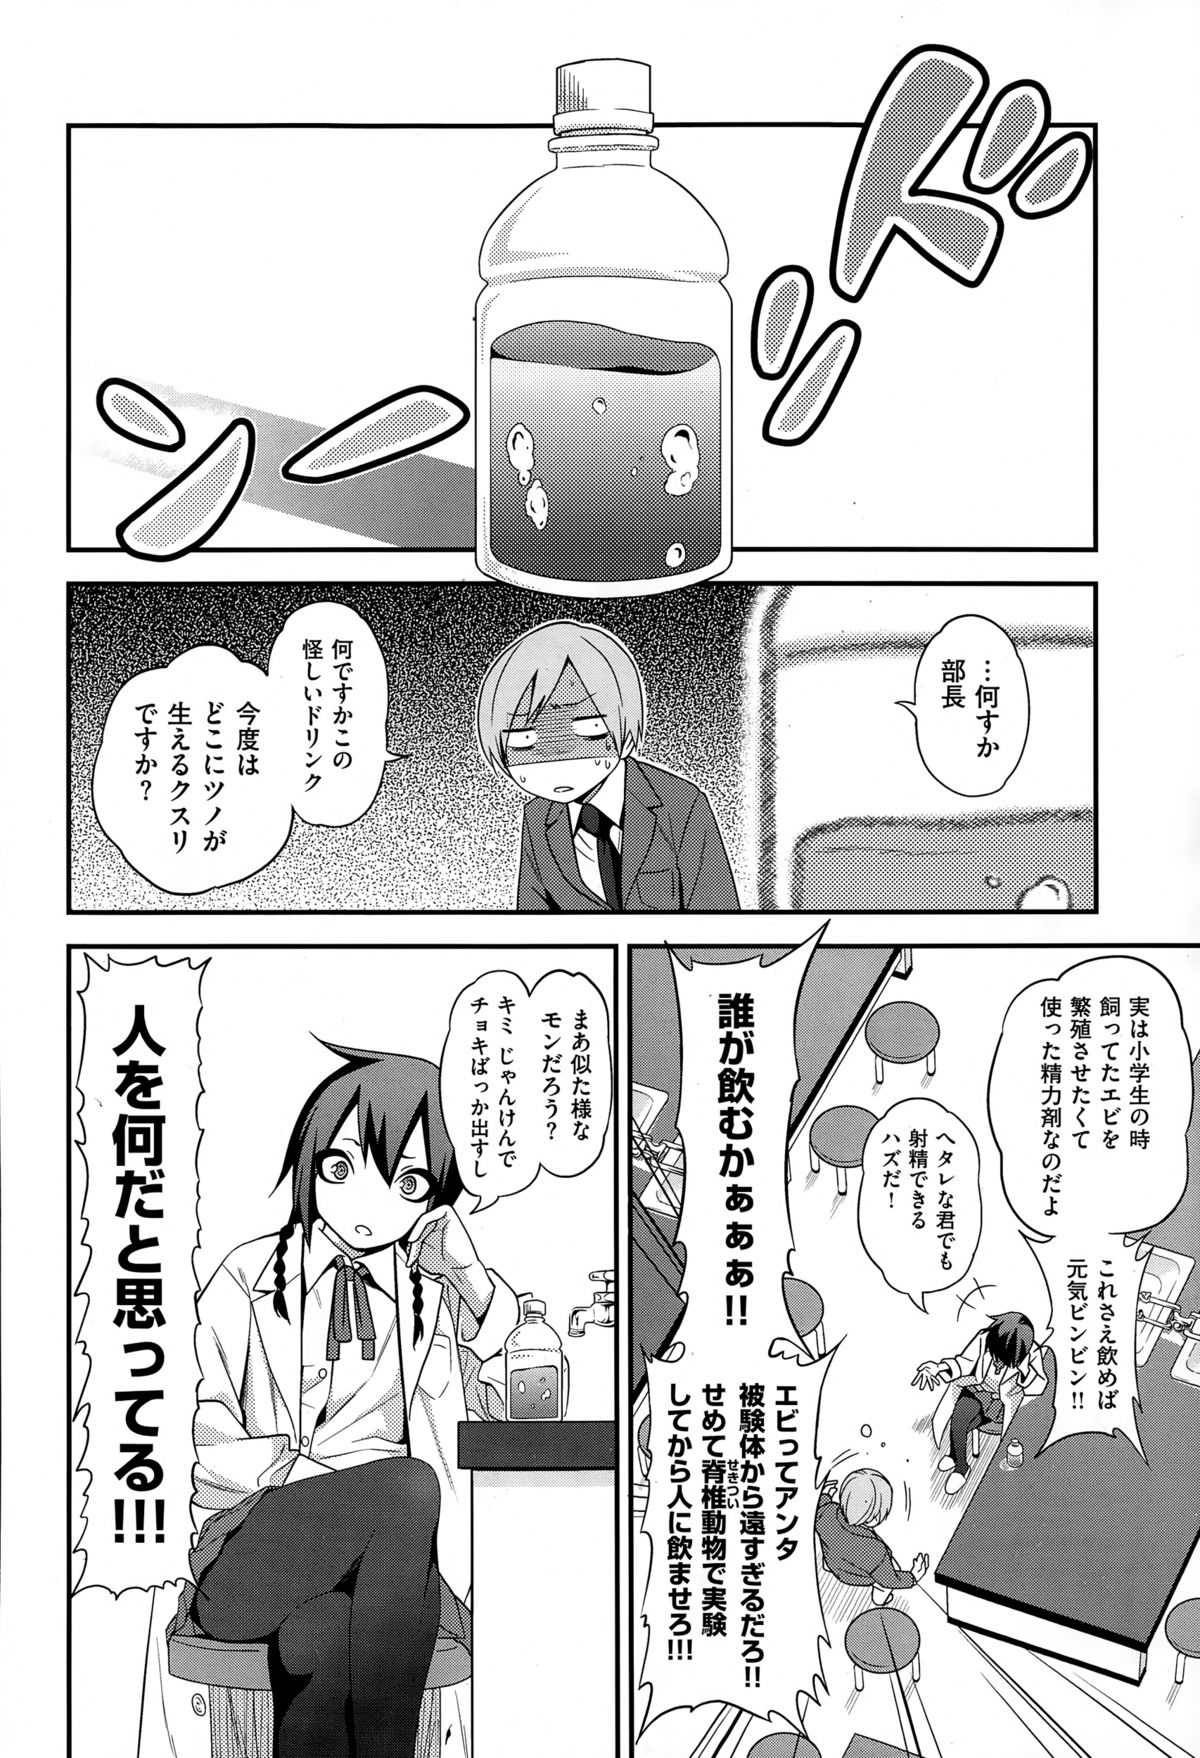 ドドーン
…何すか
部長
何ですかこの
怪しいドリンク
今度は
どこにツノが
生えるクスリ
ですか?
実は小学生の時
飼ってたエビを
繁殖させたくて
使った精力剤なのだよ
これさえ飲めば
元気ビンビン!!
ヘタレな君でも
射精できる
ハズだ!
誰が飲むかぁぁぁ!!
エビってアンタ
被験体から遠すぎるだろ!!
せめて脊椎動物で実験
せきつい
してから人に飲ませろ!!!
まあ似た様な
モンだろう?
キミじゃんけんで
チョキばっか出すし
人を何だと思ってる!!!